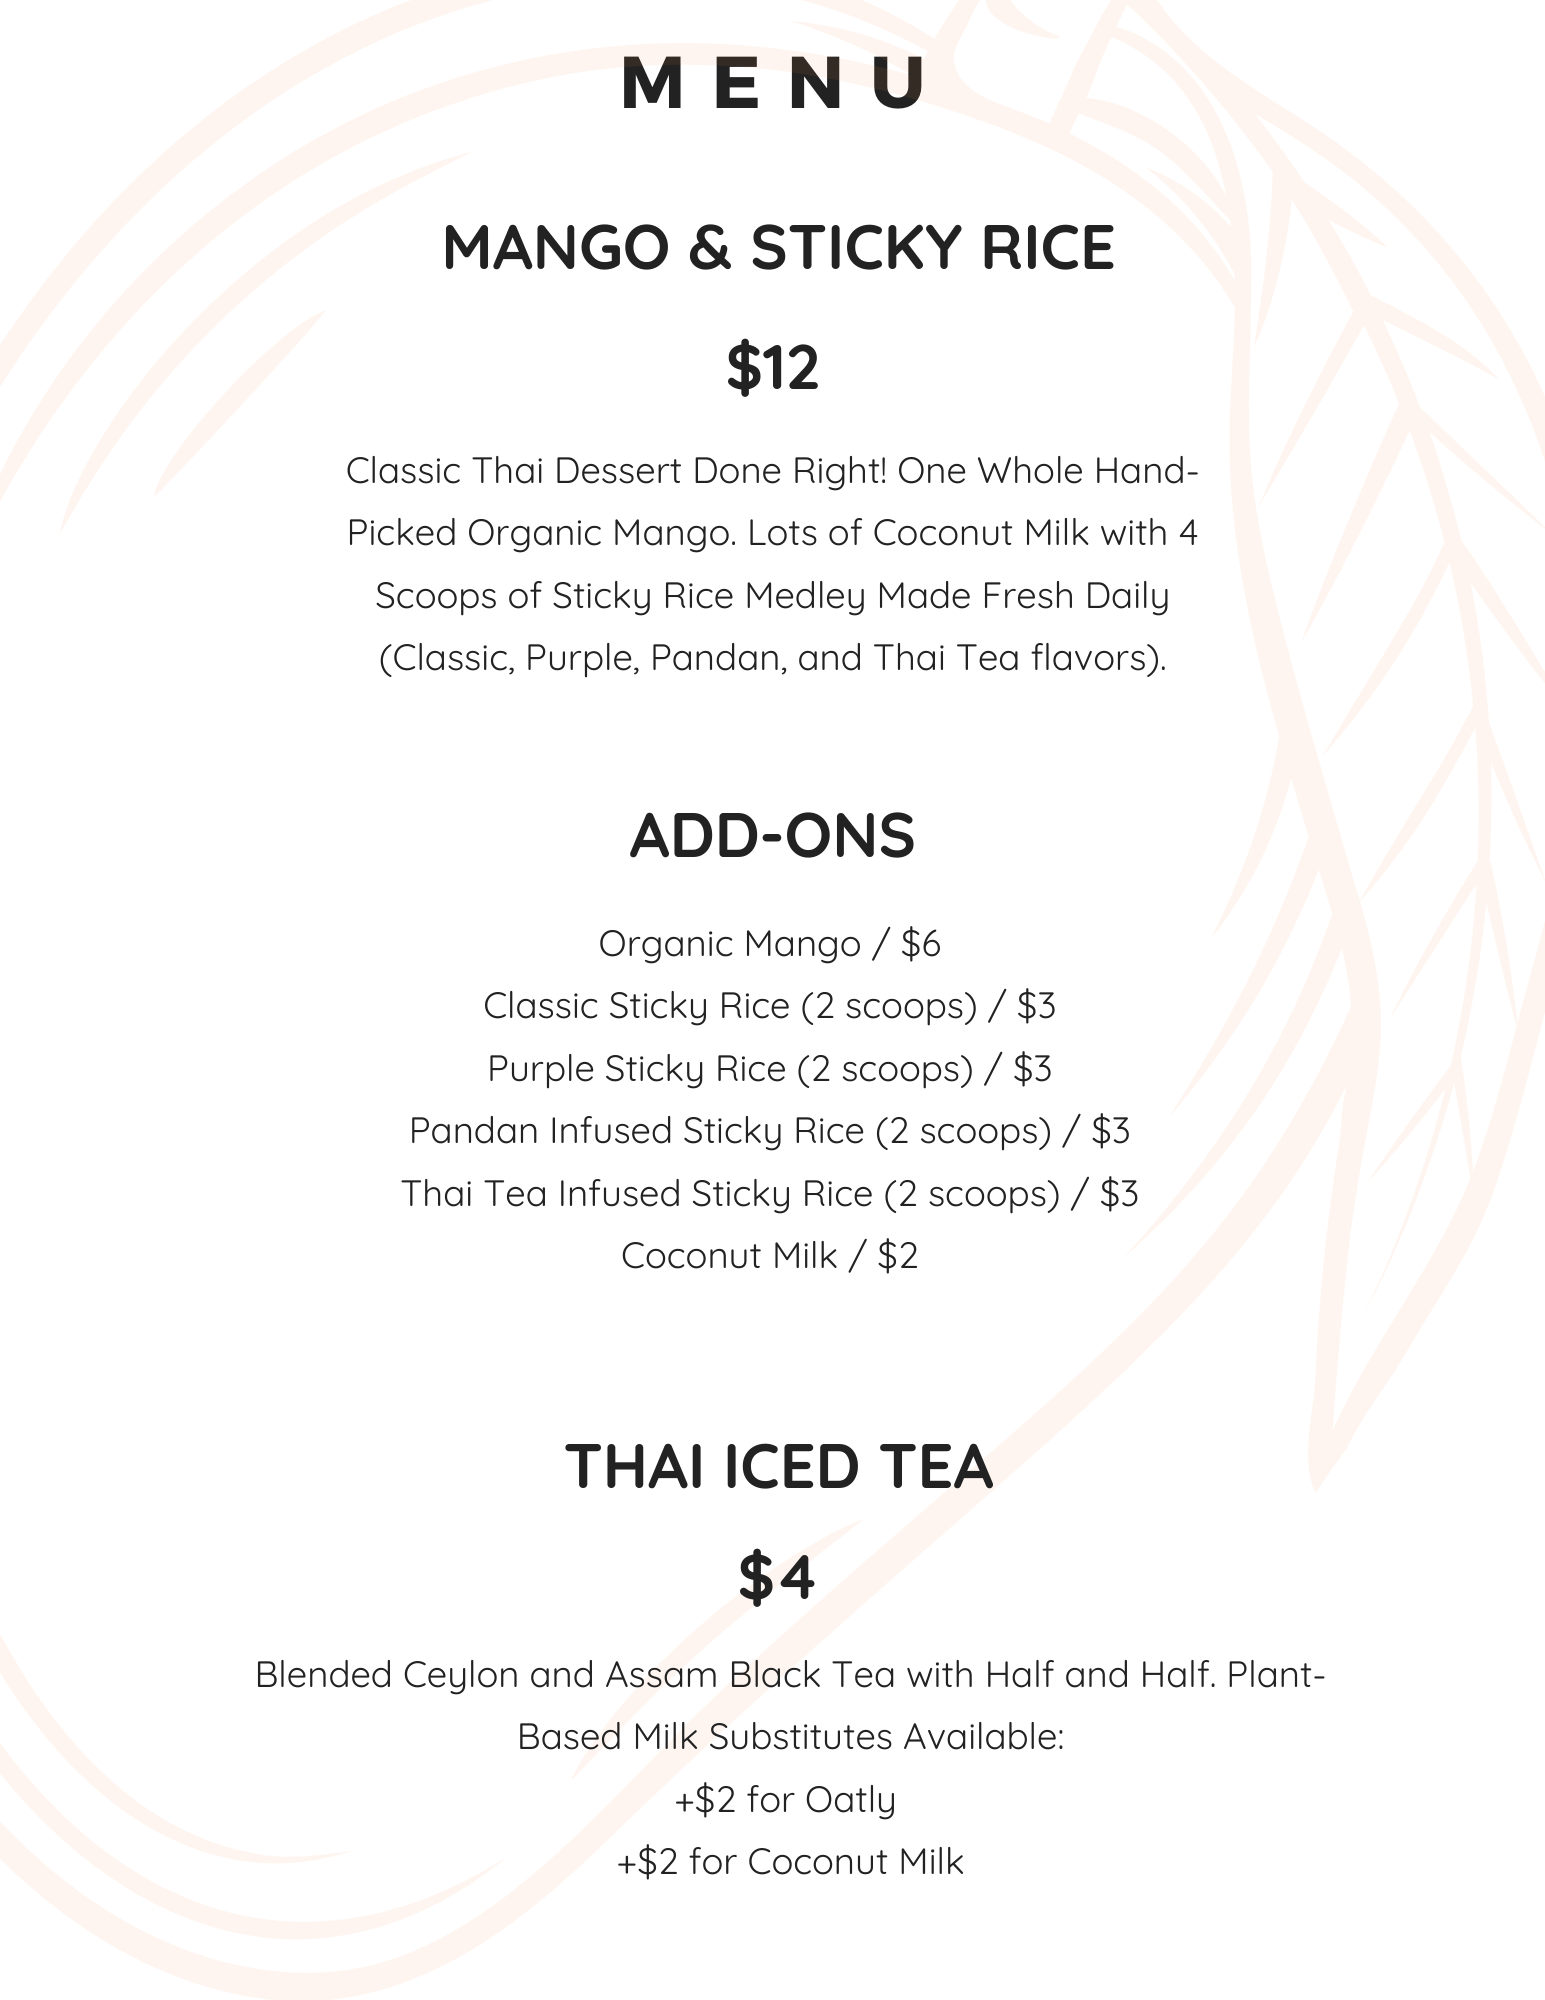 MENU
MANGO & STICKY RICE
$12
Classic Thai Dessert Done Right! One Whole Hand-
Picked Organic Mango. Lots of Coconut Milk with 4
Scoops of Sticky Rice Medley Made Fresh Daily
(Classic, Purple, Pandan, and Thai Tea flavors).
ADD-ONS
Organic Mango / $6
Classic Sticky Rice (2 scoops) / $3
Purple Sticky Rice (2 scoops) / $3
Pandan Infused Sticky Rice (2 scoops) / $3
Thai Tea Infused Sticky Rice (2 scoops) / $3
Coconut Milk / $2
THAI ICED TEA
$4
Blended Ceylon and Assam Black Tea with Half and Half. Plant-
Based Milk Substitutes Available:
+$2 for Oatly
+$2 for Coconut Milk